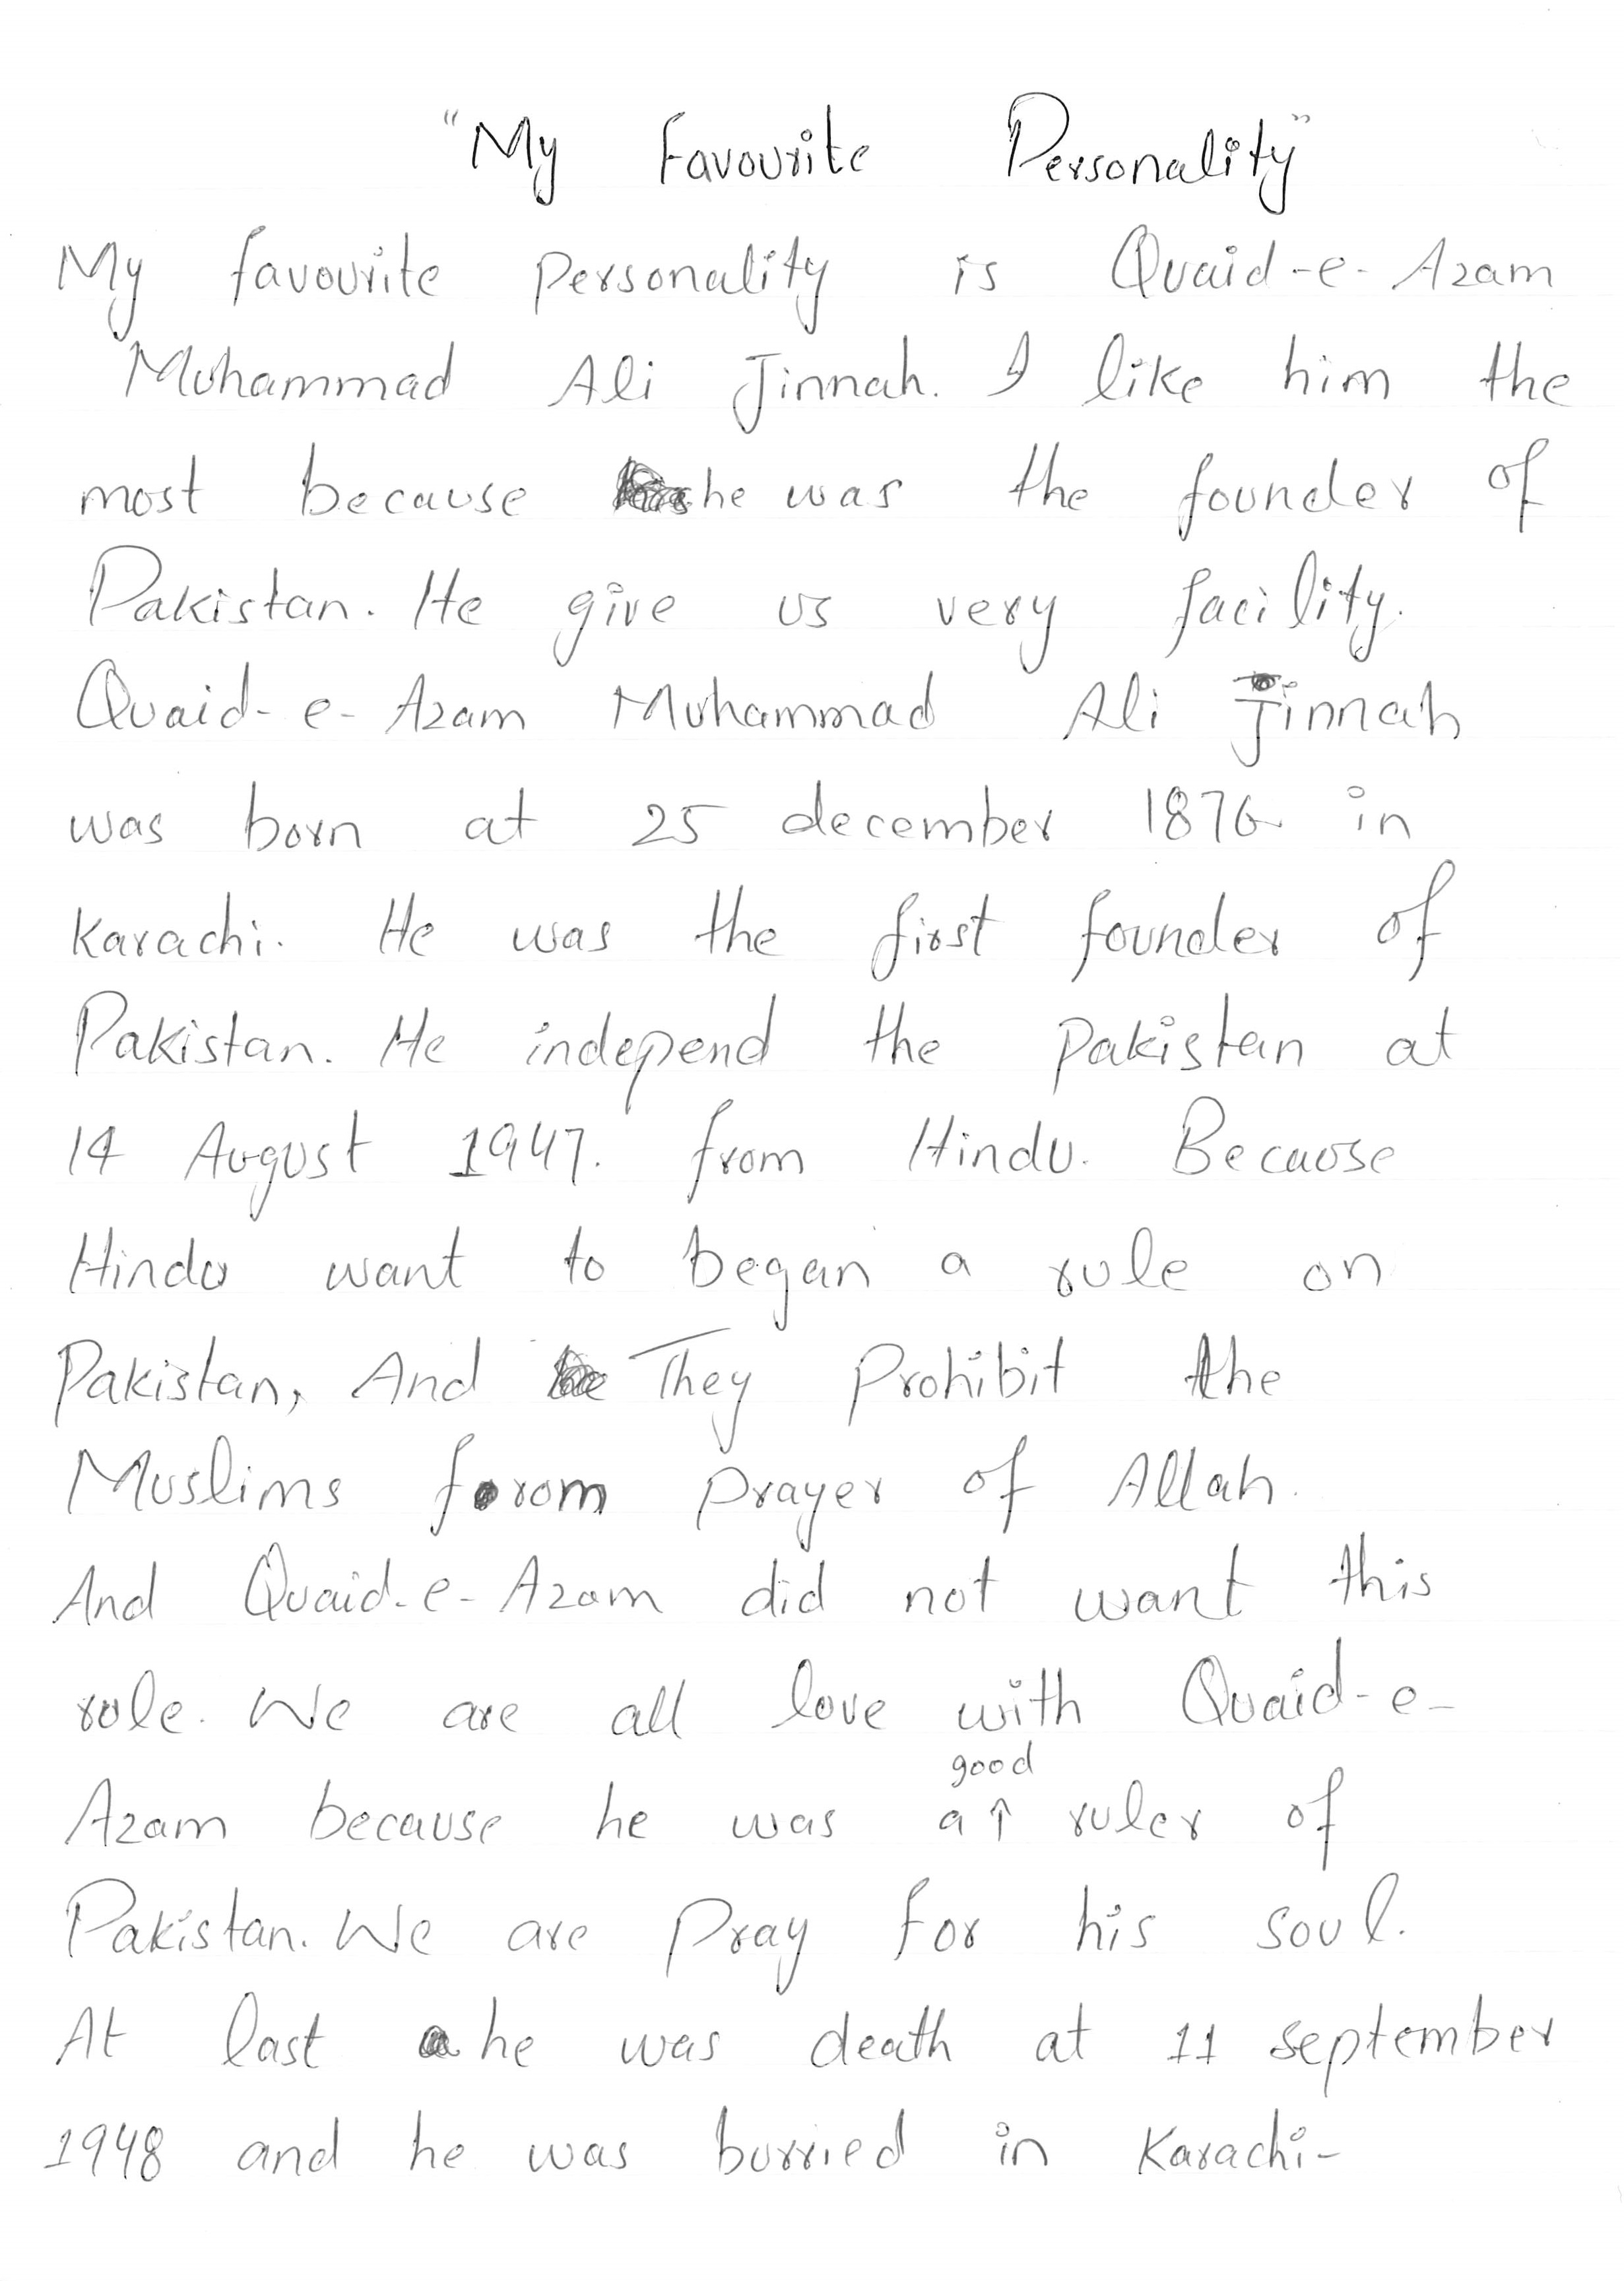 "My Favourite Personality"
My favourite personality is Quaid-e-Azam
Muhammad Ali Jinnah. I like him the
most because he was the founder of
Pakistan. He give us very facility.
Quaid-e-Azam Muhammad Ali Jinnah
was born at 25 december 1876 in
Karachi. He was the first founder of
Pakistan. He independ the Pakistan at
14 August 1947. from Hindu. Because
Hindu want to began a rule on
Pakistan, And They Prohibit the
Muslims from prayer of Allah.
And Quaid-e-Azam did not want this
rule. We are all love with Quaid-e-
Azam because he was a good ruler of
Pakistan. We are pray for his soul.
At last he was death at 11 september
1948 and he was burried in Karachi-